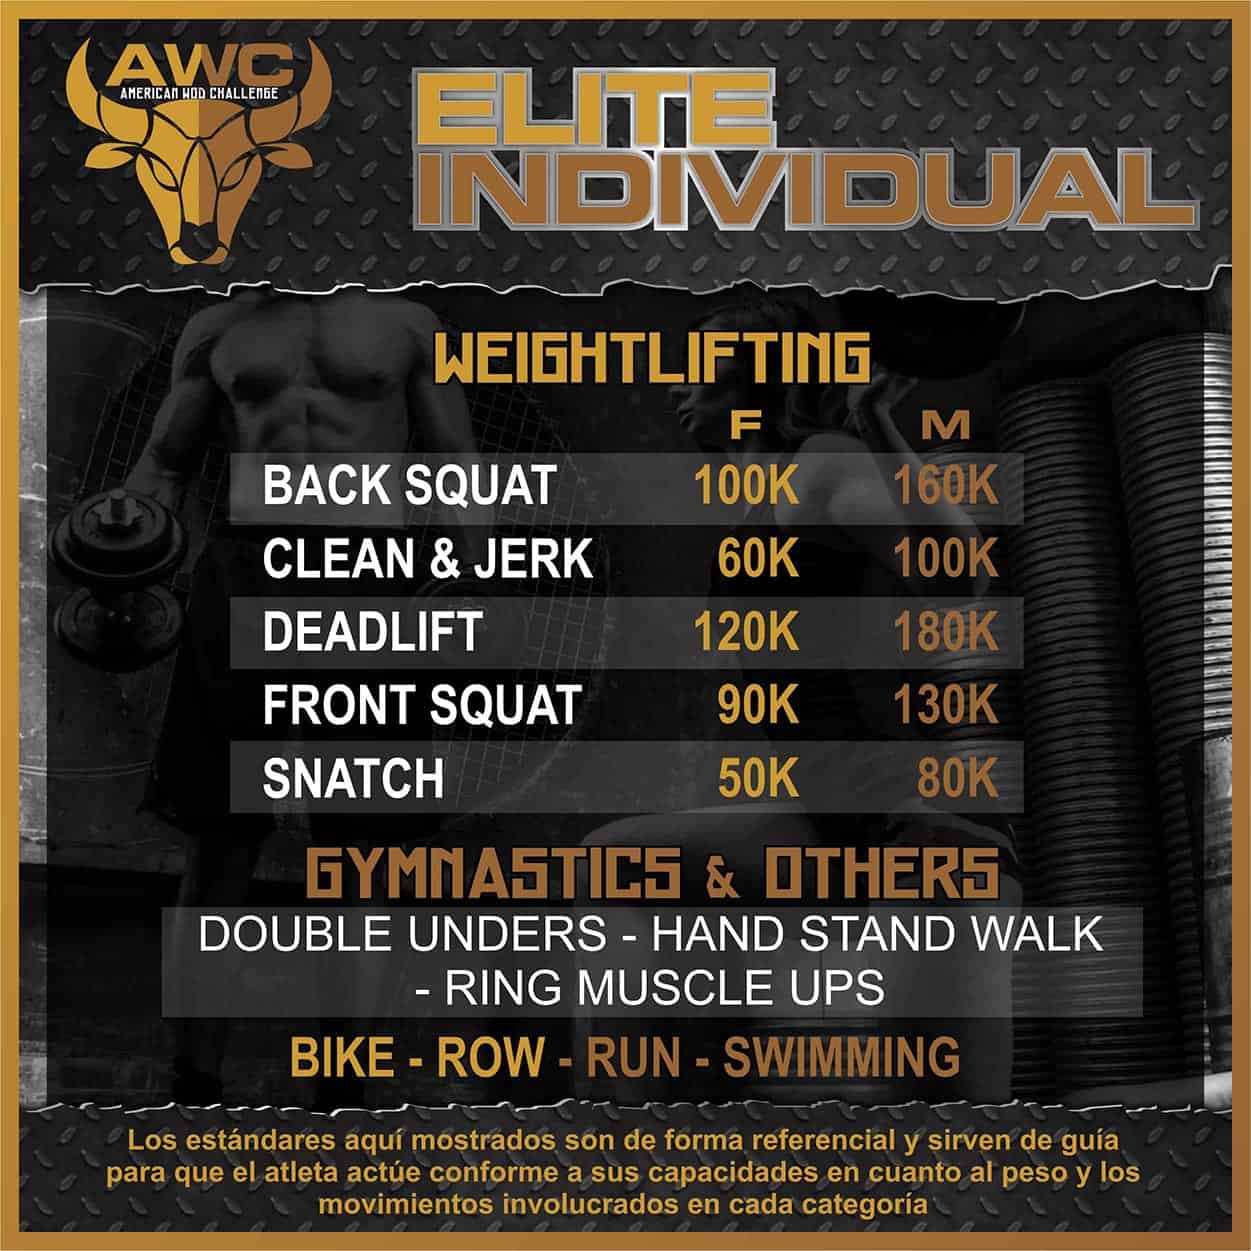 AWC
AMERICAN WOD CHALLENGE
ELITE
INDIVIDUAL
WEIGHTLIFTING
F M
BACK SQUAT 100K 160K
CLEAN & JERK 60K 100K
DEADLIFT 120K 180K
FRONT SQUAT 90K 130K
SNATCH 50K 80K
GYMNASTICS & OTHERS
DOUBLE UNDERS - HAND STAND WALK
- RING MUSCLE UPS
BIKE - ROW - RUN - SWIMMING
Los estándares aquí mostrados son de forma referencial y sirven de guía
para que el atleta actúe conforme a sus capacidades en cuanto al peso y los
movimientos involucrados en cada categoría